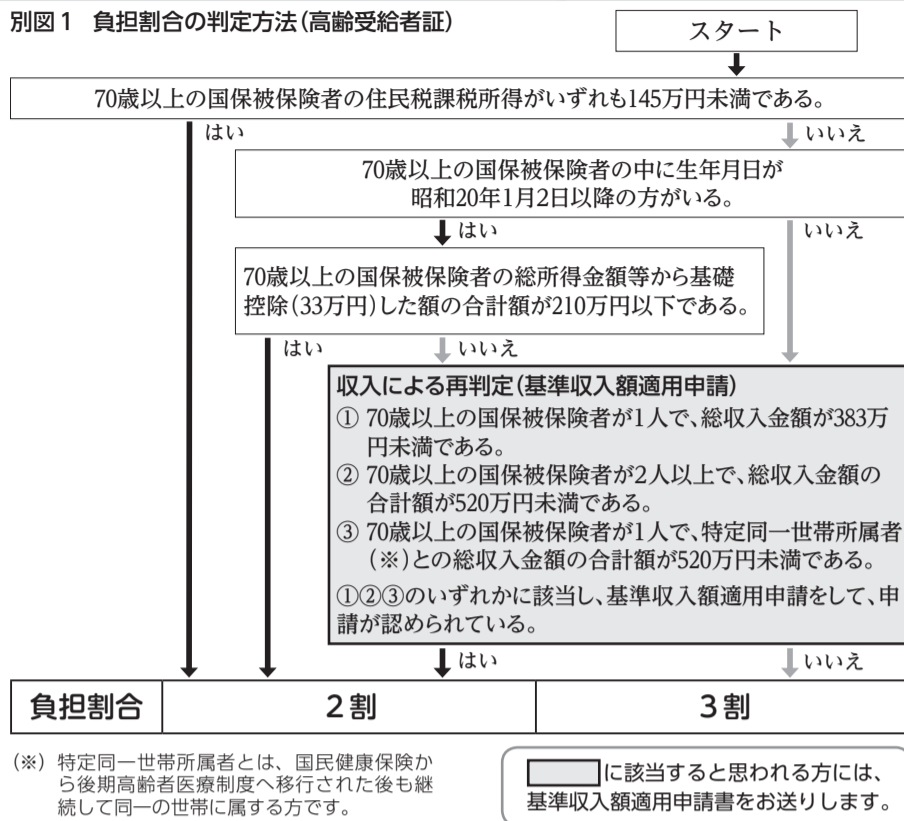 別図1 負担割合の判定方法(高齢受給者証)
スタート
70歳以上の国保被保険者の住民税課税所得がいずれも145万円未満である。
はい
いいえ
70歳以上の国保被保険者の中に生年月日が
昭和20年1月2日以降の方がいる。
はい
いいえ
70歳以上の国保被保険者の総所得金額等から基礎
控除(33万円)した額の合計額が210万円以下である。
はい
いいえ
収入による再判定(基準収入額適用申請)
① 70歳以上の国保被保険者が1人で、総収入金額が383万
円未満である。
② 70歳以上の国保被保険者が2人以上で、総収入金額の
合計額が520万円未満である。
③ 70歳以上の国保被保険者が1人で、特定同一世帯所属者
(※)との総収入金額の合計額が520万円未満である。
①②③のいずれかに該当し、基準収入額適用申請をして、申
請が認められている。
はい
いいえ
負担割合
2割
3割
(※) 特定同一世帯所属者とは、国民健康保険か
ら後期高齢者医療制度へ移行された後も継
続して同一の世帯に属する方です。
に該当すると思われる方には、
基準収入額適用申請書をお送りします。